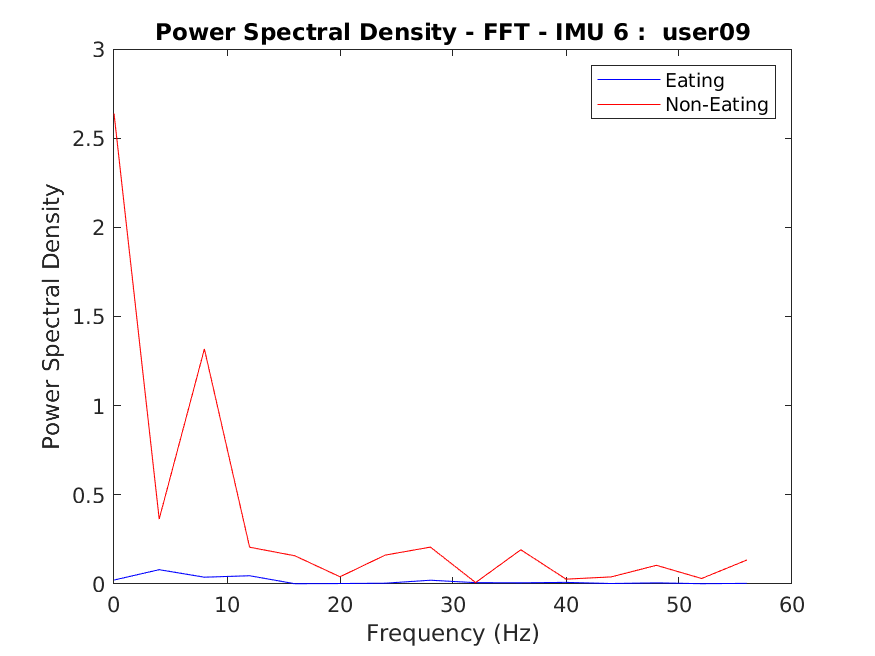 Power Spectral Density - FFT - IMU 6 :  user09
Eating
Non-Eating
Power Spectral Density
3
2.5
2
1.5
1
0.5
0
0 10 20 30 40 50 60
Frequency (Hz)